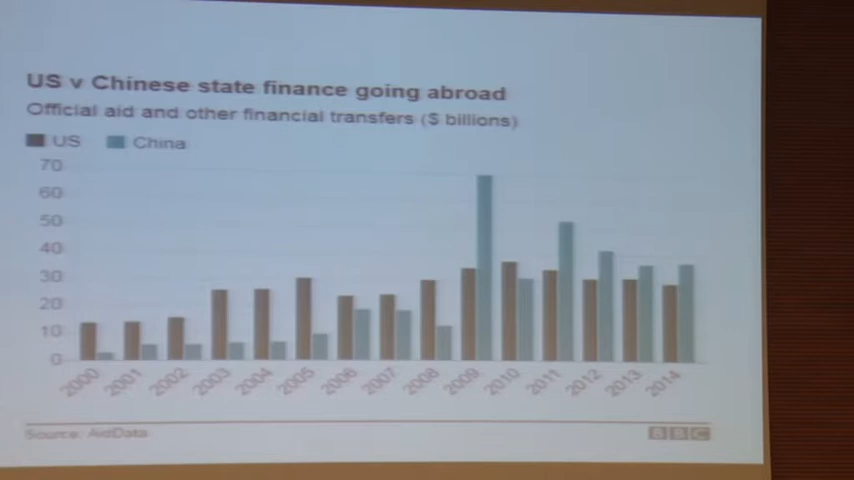 US v Chinese state finance going abroad
Official aid and other financial transfers ($ billions)
US China
70
60
50
40
30
20
10
0
2000 2001 2002 2003 2004 2005 2006 2007 2008 2009 2010 2011 2012 2013 2014
Source: AidData
BBC